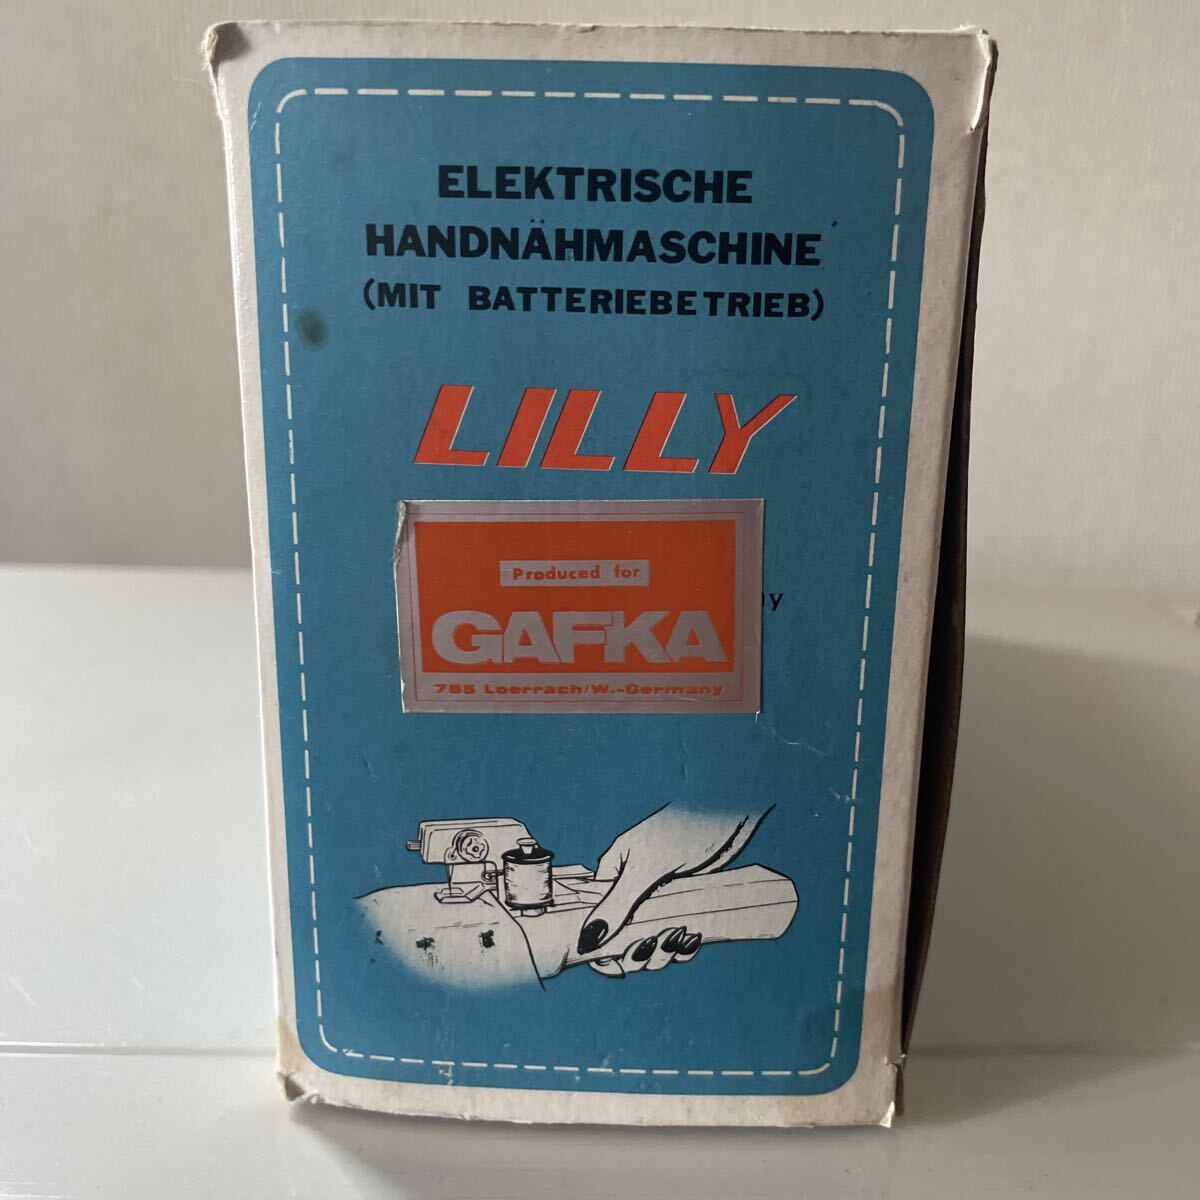 ELEKTRISCHE
HANDNÄHMASCHINE
(MIT BATTERIEBETRIEB)
LILLY
Produced for
GAFKA
785 Loerrach/W.-Germany